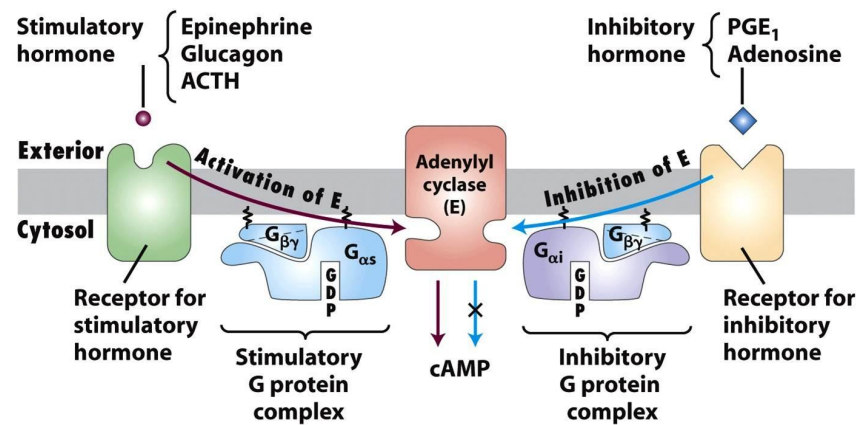 Stimulatory
hormone
Epinephrine
Glucagon
ACTH
Inhibitory
hormone
PGE1
Adenosine
Exterior
Cytosol
Activation of E
Adenylyl
cyclase
(E)
Inhibition of E
Gβγ
Gαs
GDP
Gαi
Gβγ
GDP
Receptor for
stimulatory
hormone
Stimulatory
G protein
complex
cAMP
Inhibitory
G protein
complex
Receptor for
inhibitory
hormone